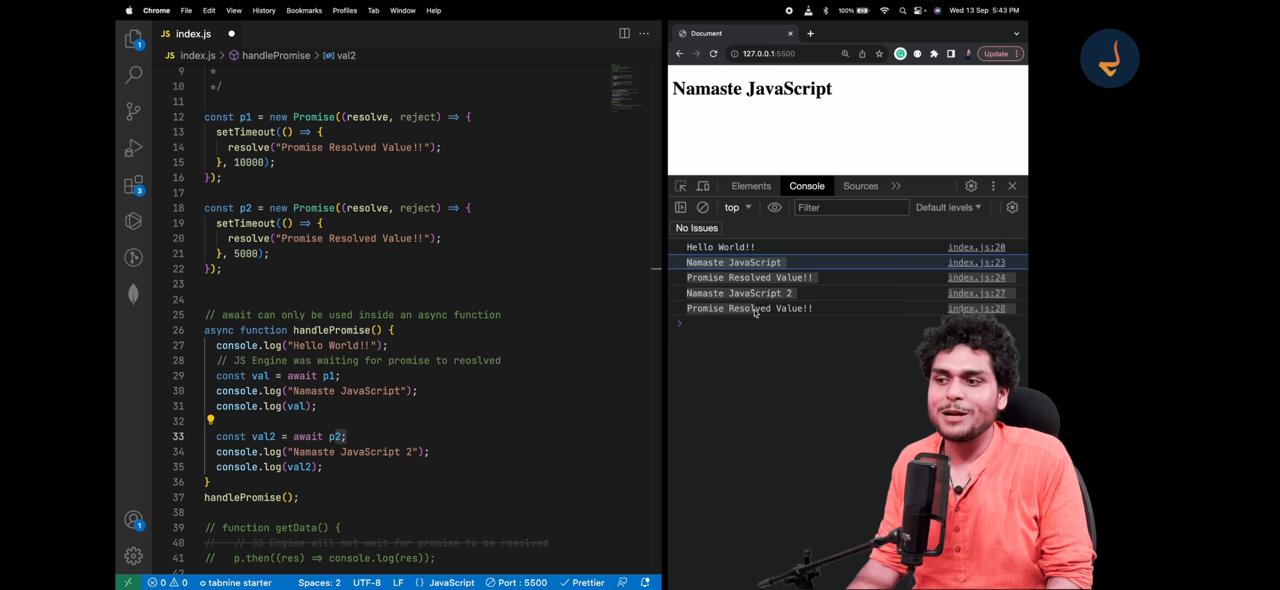 Chrome File Edit View History Bookmarks Profiles Tab Window Help
100% Wed 13 Sep 5:43 PM
JS index.js
JS index.js > handlePromise > val2
9 *
10 */
11
12 const p1 = new Promise((resolve, reject) => {
13 setTimeout(() => {
14 resolve("Promise Resolved Value!!");
15 }, 10000);
16 });
17
18 const p2 = new Promise((resolve, reject) => {
19 setTimeout(() => {
20 resolve("Promise Resolved Value!!");
21 }, 5000);
22 });
23
24
25 // await can only be used inside an async function
26 async function handlePromise() {
27 console.log("Hello World!!");
28 // JS Engine was waiting for promise to reoslved
29 const val = await p1;
30 console.log("Namaste JavaScript");
31 console.log(val);
32
33 const val2 = await p2;
34 console.log("Namaste JavaScript 2");
35 console.log(val2);
36 }
37 handlePromise();
38
39 // function getData() {
40 // // JS Engine will not wait for promise to be resolved
41 // p.then((res) => console.log(res));
1
3
1
0 0 tabnine starter Spaces: 2 UTF-8 LF {} JavaScript Port : 5500 Prettier
Document
127.0.0.1:5500 Update
Namaste JavaScript
Elements Console Sources
top Filter Default levels
No Issues
Hello World!! index.js:20
Namaste JavaScript index.js:23
Promise Resolved Value!! index.js:24
Namaste JavaScript 2 index.js:27
Promise Resolved Value!! index.js:28